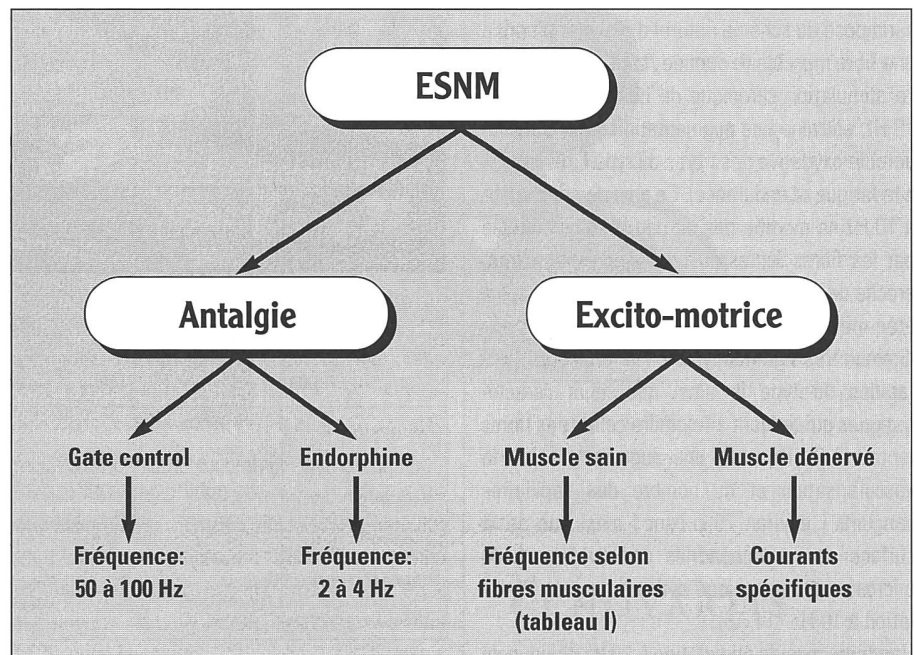 ESNM
Antalgie
Excito-motrice
Gate control
Endorphine
Muscle sain
Muscle dénervé
Fréquence:
50 à 100 Hz
Fréquence:
2 à 4 Hz
Fréquence selon
fibres musculaires
(tableau I)
Courants
spécifiques